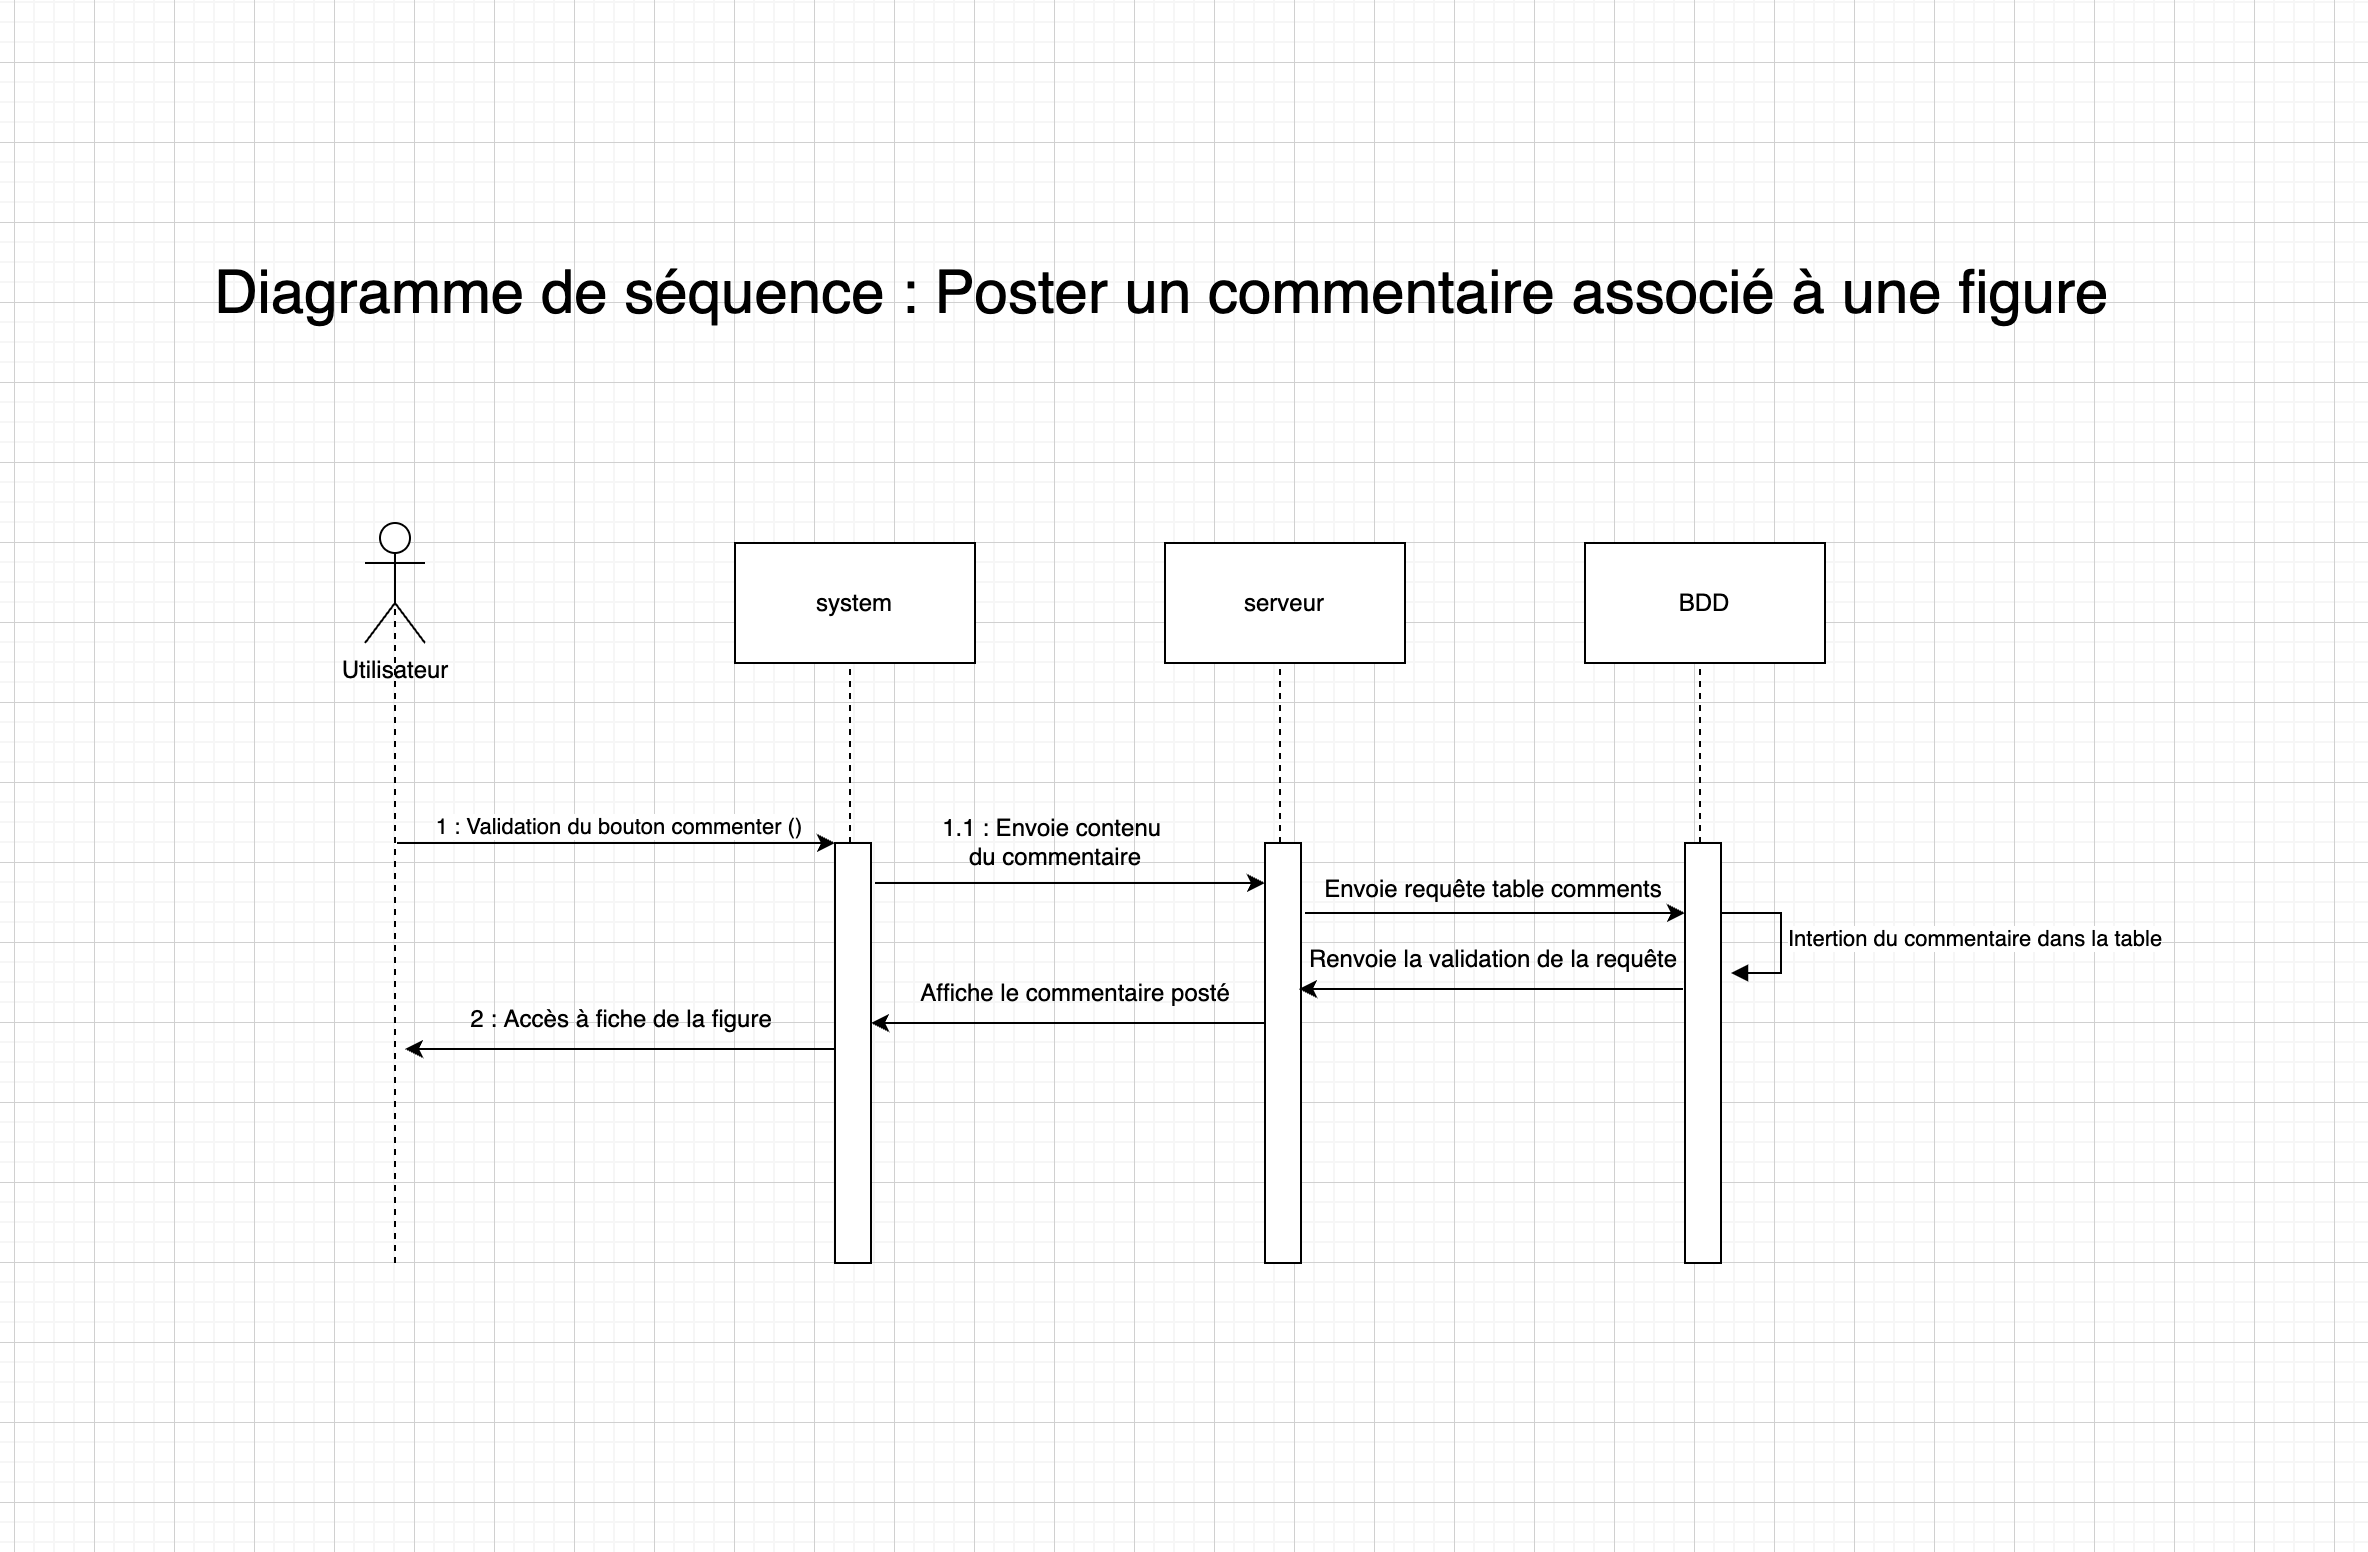 Diagramme de séquence : Poster un commentaire associé à une figure
Utilisateur
system
serveur
BDD
1 : Validation du bouton commenter ()
1.1 : Envoie contenu
du commentaire
Envoie requête table comments
Intertion du commentaire dans la table
Renvoie la validation de la requête
Affiche le commentaire posté
2 : Accès à fiche de la figure